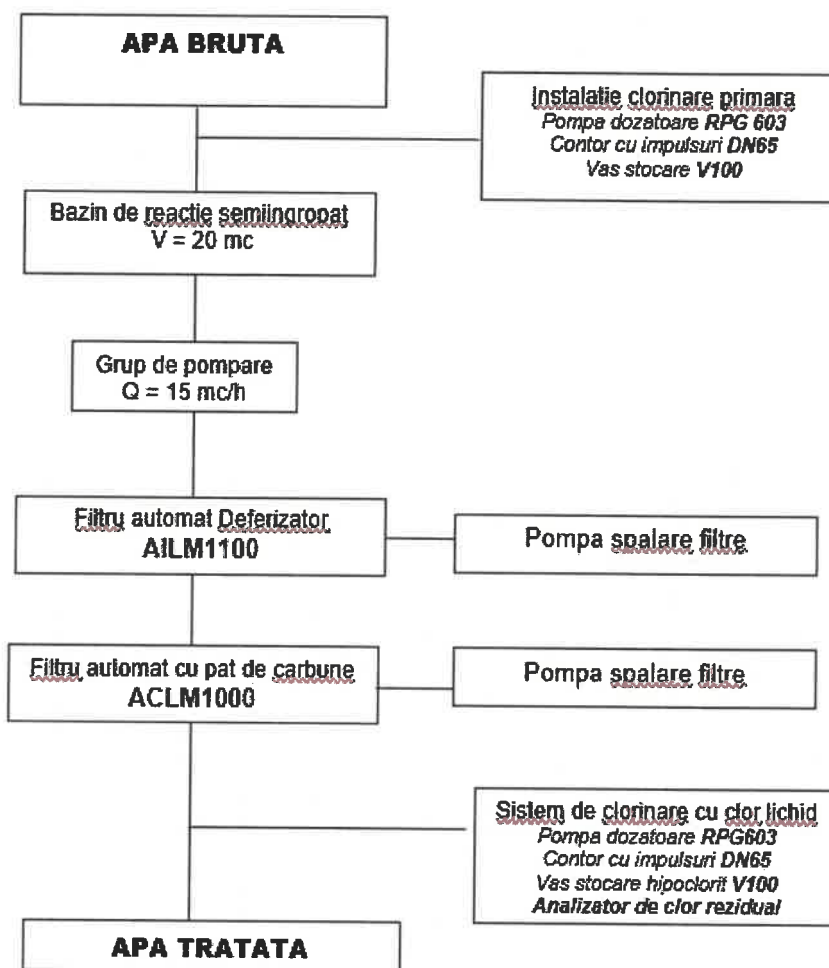 APA BRUTA
Instalatie clorinare primara
Pompa dozatoare RPG 603
Contor cu impulsuri DN65
Vas stocare V100
Bazin de reactie semiingropat
V = 20 mc
Grup de pompare
Q = 15 mc/h
Filtru automat Deferizator
AILM1100
Pompa spalare filtre
Filtru automat cu pat de carbune
ACLM1000
Pompa spalare filtre
Sistem de clorinare cu clor lichid
Pompa dozatoare RPG603
Contor cu impulsuri DN65
Vas stocare hipoclorit V100
Analizator de clor rezidual
APA TRATATA